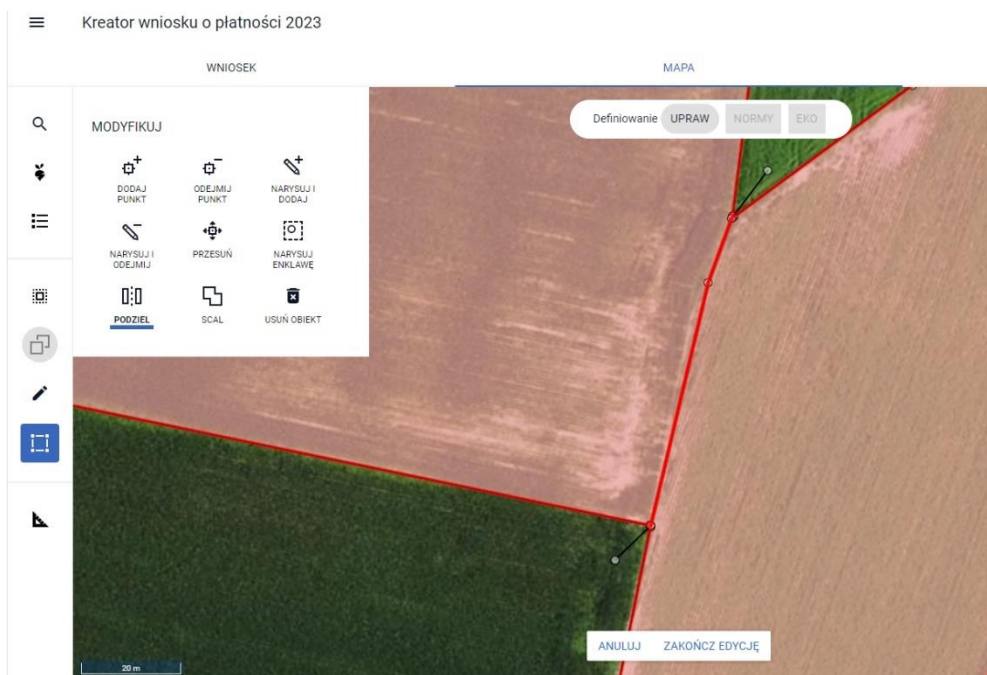 Kreator wniosku o płatności 2023
WNIOSEK
MAPA
MODYFIKUJ
DODAJ
PUNKT
ODEJMIJ
PUNKT
NARYSUJ I
DODAJ
NARYSUJ I
ODEJMIJ
PRZESUŃ
NARYSUJ
ENKLAWĘ
PODZIEL
SCAL
USUŃ OBIEKT
Definiowanie UPRAW NORMY EKO
ANULUJ ZAKOŃCZ EDYCJĘ
20 m